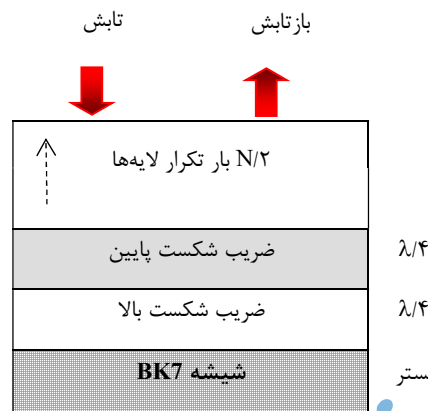 تابش بازتابش
N/۲ بار تکرار لایه‌ها
ضریب شکست پایین λ/۴
ضریب شکست بالا λ/۴
شیشه BK7 ستر